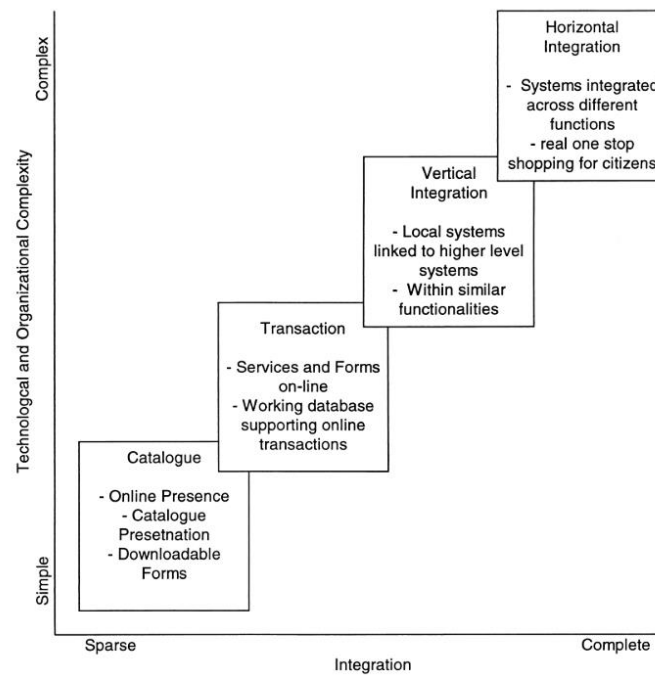 Complex
Technologcal and Organizational Complexity
Simple
Horizontal
Integration
- Systems integrated
across different
functions
- real one stop
shopping for citizens
Vertical
Integration
- Local systems
linked to higher level
systems
- Within similar
functionalities
Transaction
- Services and Forms
on-line
- Working database
supporting online
transactions
Catalogue
- Online Presence
- Catalogue
Presetnation
- Downloadable
Forms
Sparse
Complete
Integration